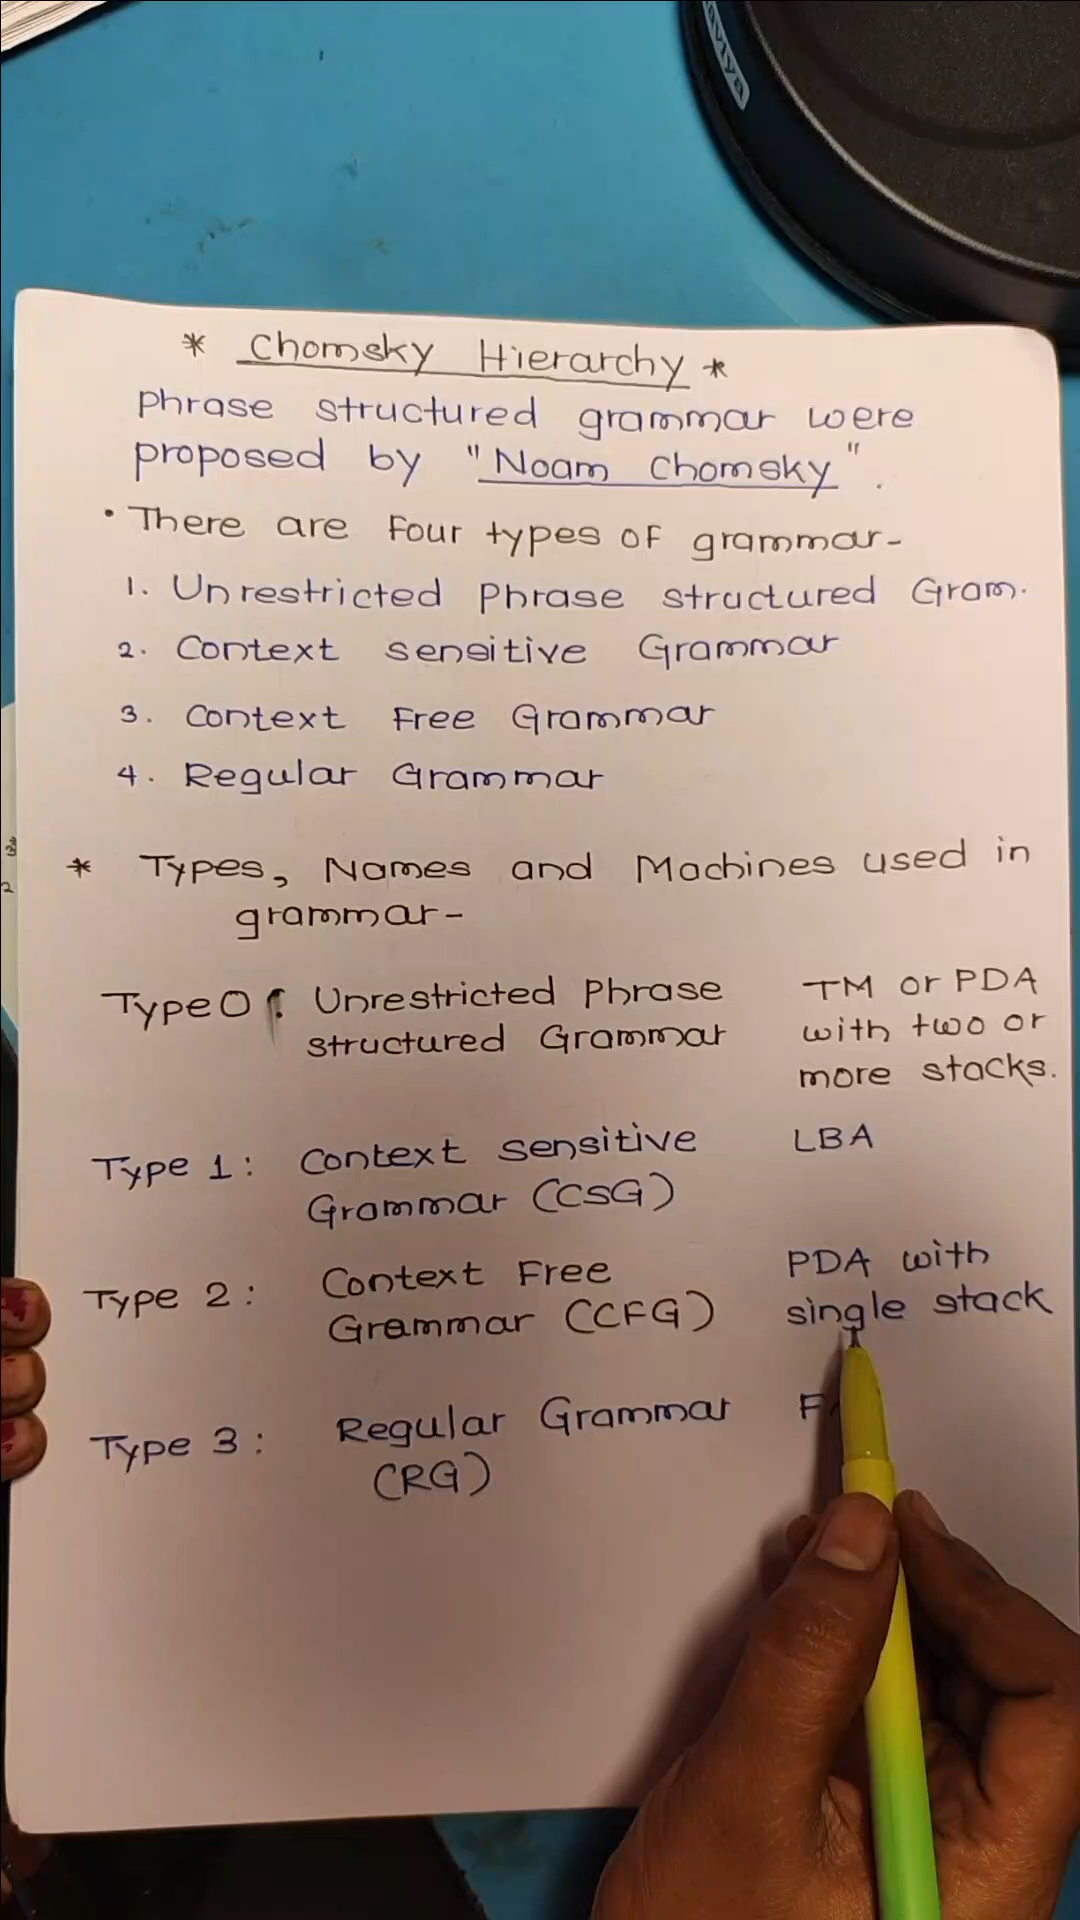 aviya
* Chomsky Hierarchy *
Phrase structured grammar were
proposed by "Noam Chomsky".
• There are four types of grammar-
1. Unrestricted Phrase structured Gram.
2. Context sensitive Grammar
3. Context Free Grammar
4. Regular Grammar
* Types, Names and Machines used in
grammar-
Type 0: Unrestricted Phrase structured Grammar TM or PDA
with two or
more stacks.
Type 1: Context Sensitive LBA
Grammar (CSG)
Type 2: Context Free PDA with
Grammar (CFG) single stack
Type 3: Regular Grammar
(RG)